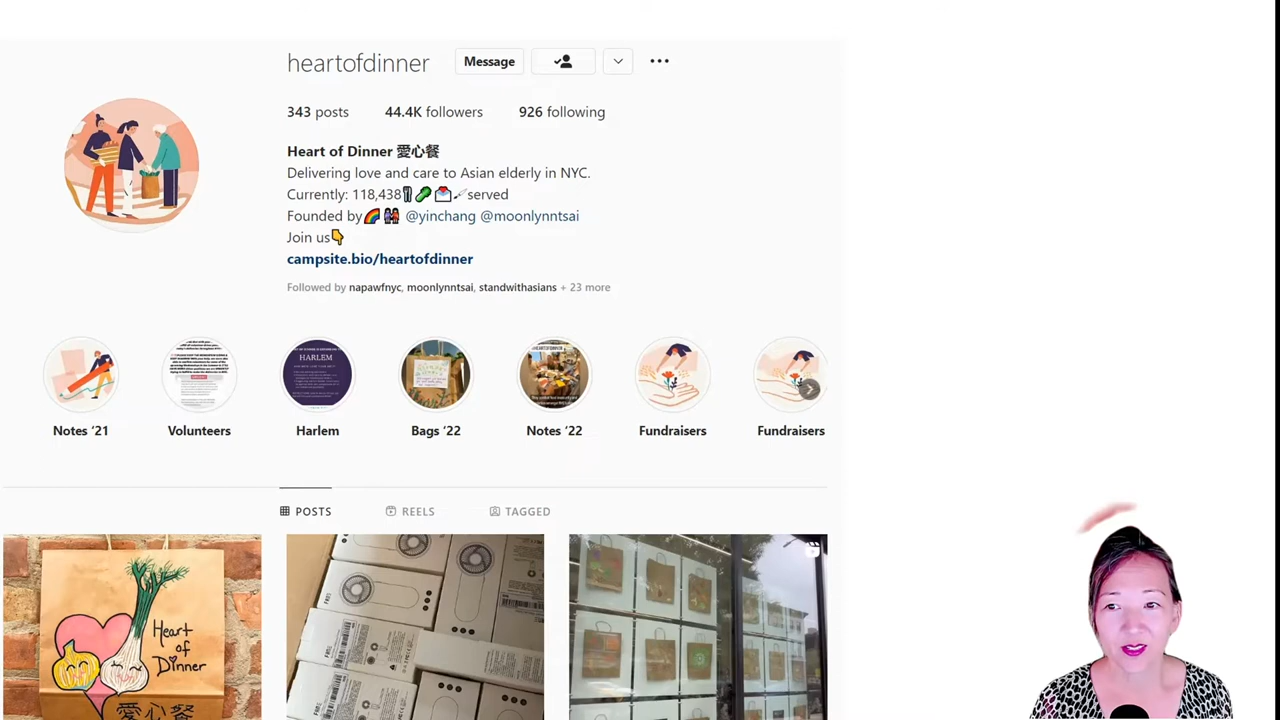 heartofdinner Message
343 posts 44.4K followers 926 following
Heart of Dinner 愛心餐
Delivering love and care to Asian elderly in NYC.
Currently: 118,438 served
Founded by @yinchang @moonlynntsai
Join us
campsite.bio/heartofdinner
Followed by napawfnyc, moonlynntsai, standwithasians + 23 more
HARLEM
Notes ‘21 Volunteers Harlem Bags ‘22 Notes ‘22 Fundraisers Fundraisers
POSTS REELS TAGGED
Heart
of
Dinner
愛心餐